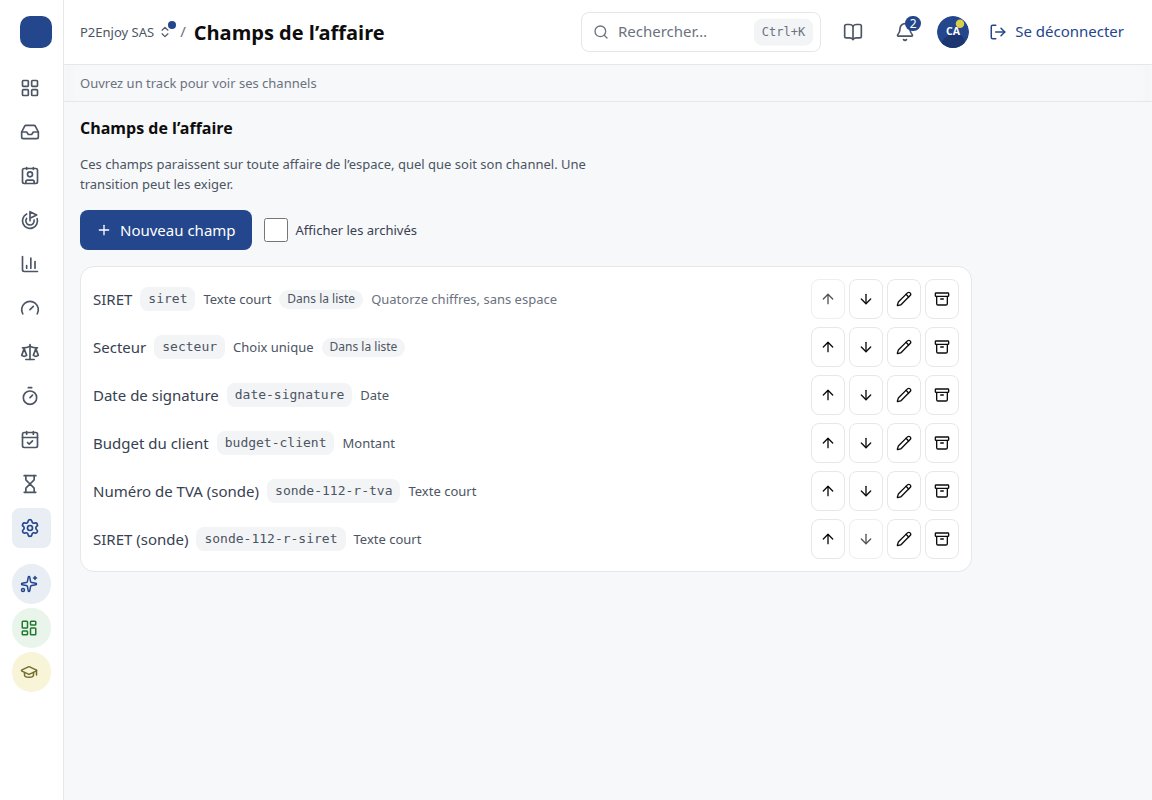 P2Enjoy SAS / Champs de l’affaire
Rechercher... Ctrl+K
2
CA
Se déconnecter
Ouvrez un track pour voir ses channels
Champs de l’affaire
Ces champs paraissent sur toute affaire de l’espace, quel que soit son channel. Une
transition peut les exiger.
Nouveau champ
Afficher les archivés
SIRET siret Texte court Dans la liste Quatorze chiffres, sans espace
Secteur secteur Choix unique Dans la liste
Date de signature date-signature Date
Budget du client budget-client Montant
Numéro de TVA (sonde) sonde-112-r-tva Texte court
SIRET (sonde) sonde-112-r-siret Texte court